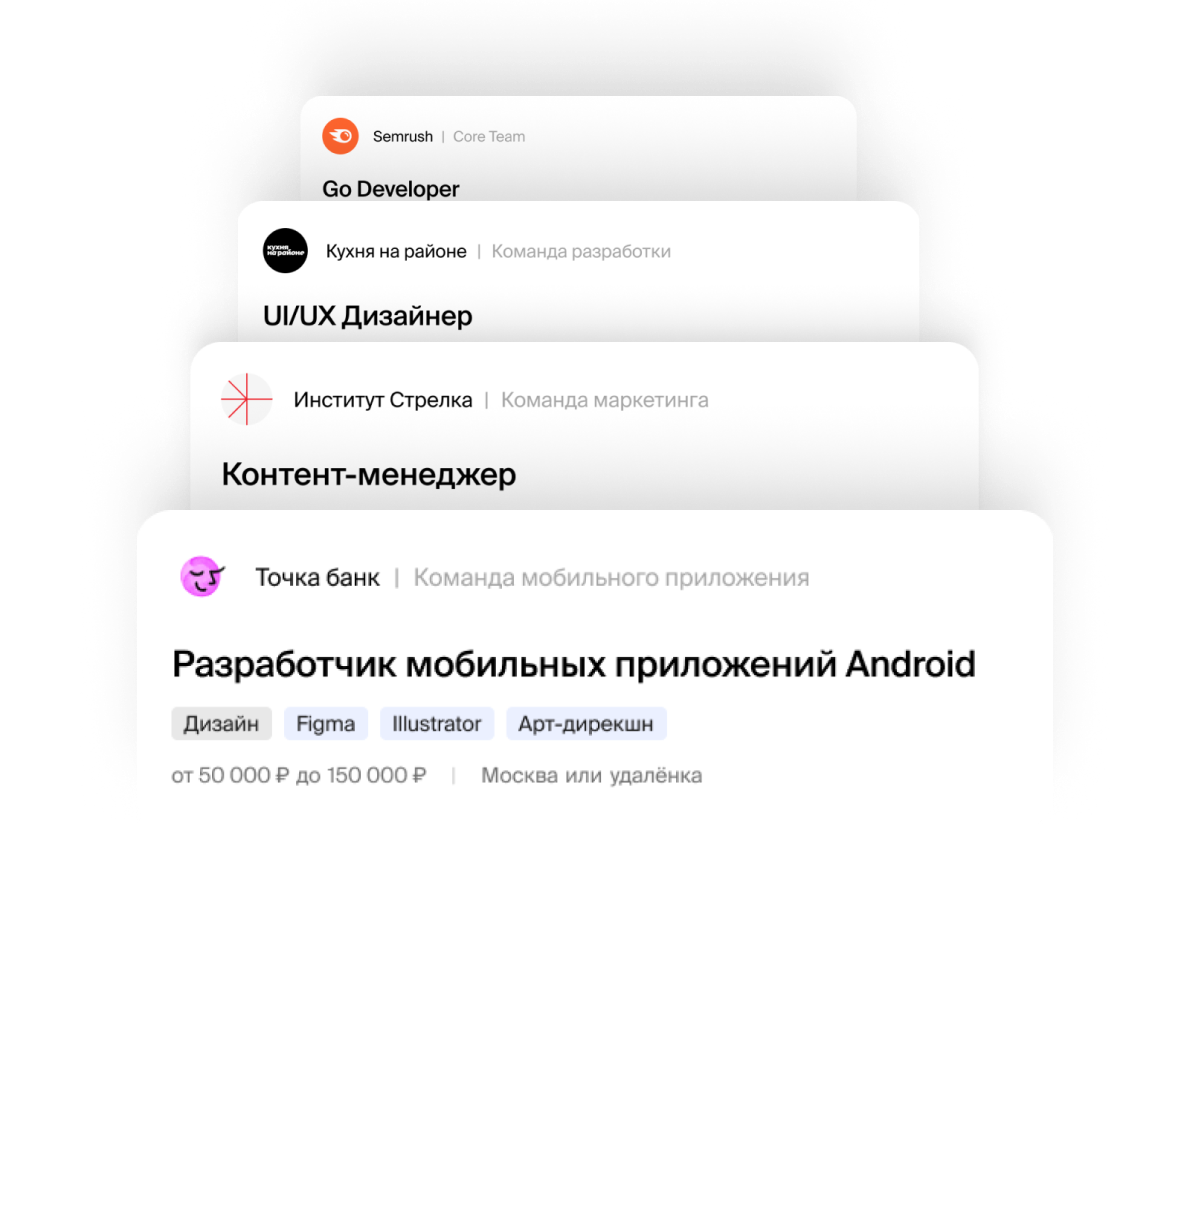 Semrush | Core Team
Go Developer
кухня
на районе
Кухня на районе | Команда разработки
UI/UX Дизайнер
Институт Стрелка | Команда маркетинга
Контент-менеджер
Точка банк | Команда мобильного приложения
Разработчик мобильных приложений Android
Дизайн Figma Illustrator Арт-дирекшн
от 50 000 ₽ до 150 000 ₽ | Москва или удалёнка